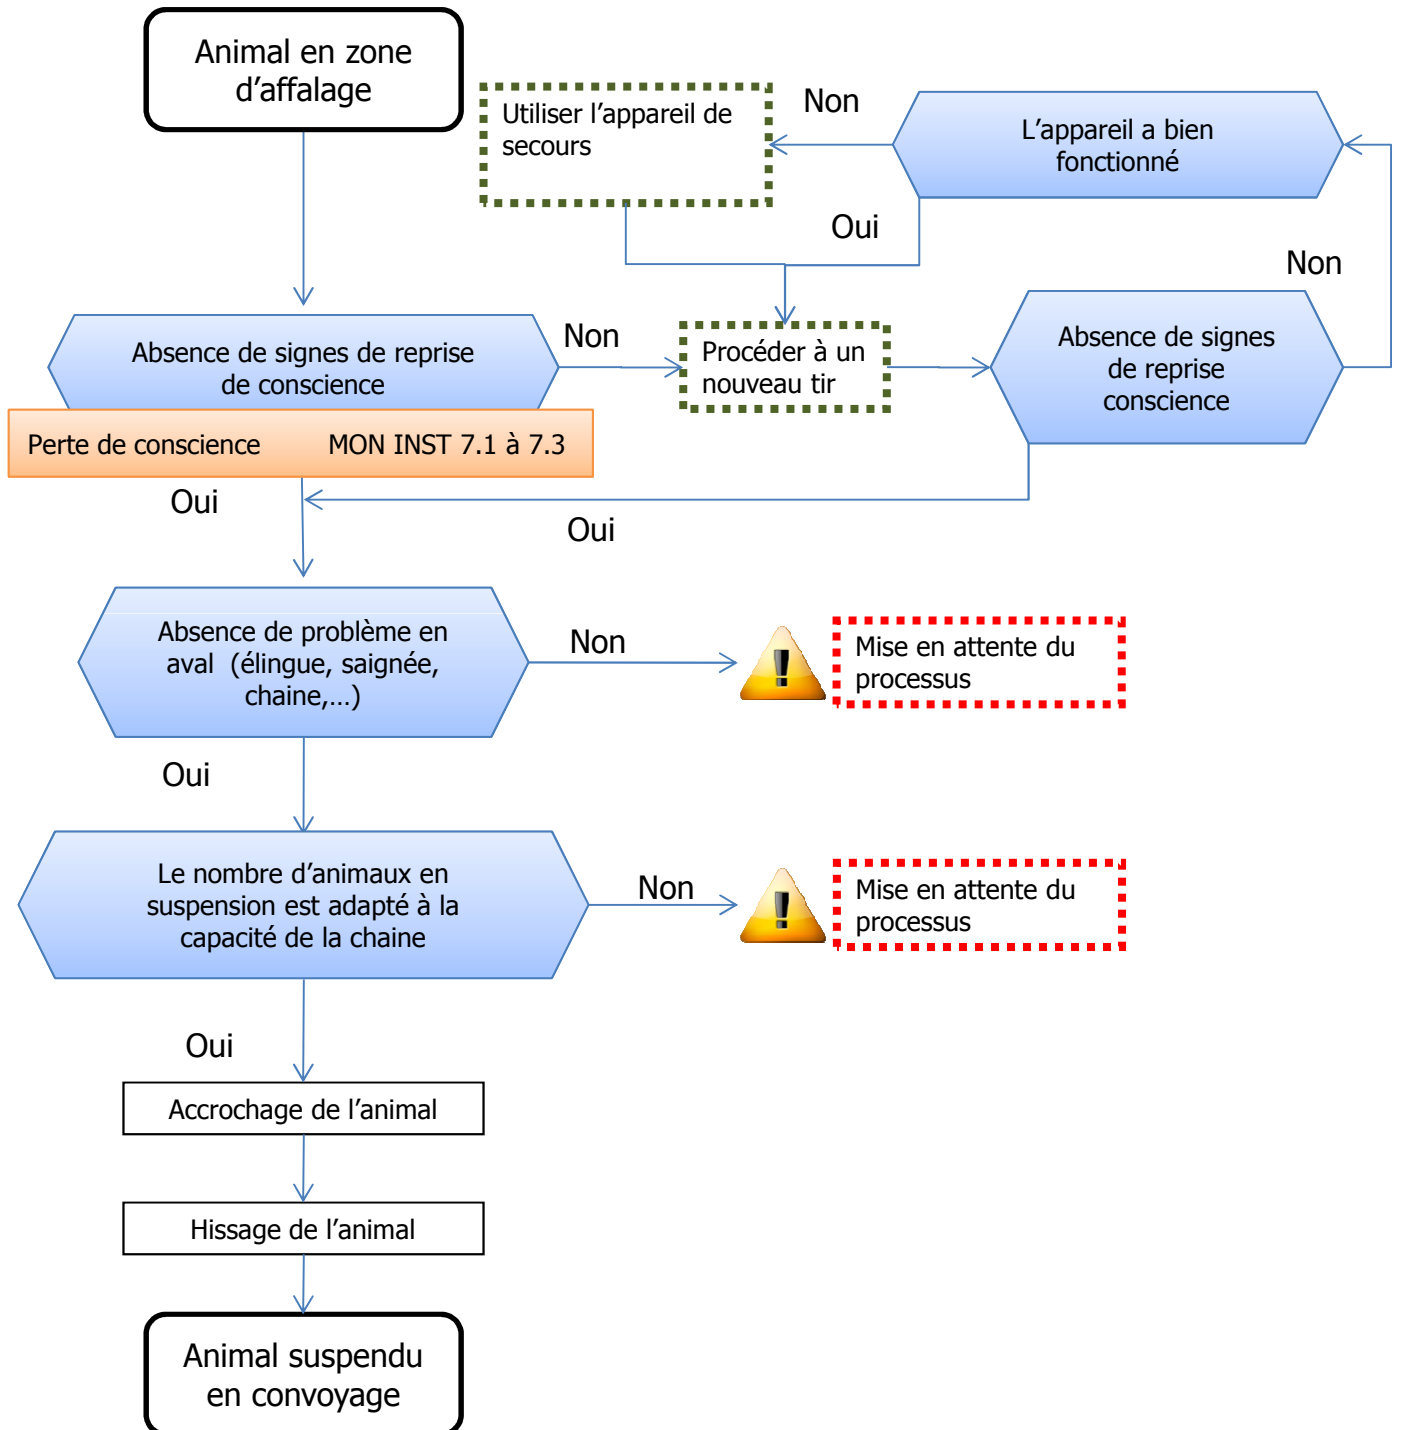 Animal en zone
d’affalage
Utiliser l’appareil de
secours
Non
L’appareil a bien
fonctionné
Oui
Non
Absence de signes de reprise
de conscience
Non
Procéder à un
nouveau tir
Absence de signes
de reprise
conscience
Perte de conscience MON INST 7.1 à 7.3
Oui
Oui
Absence de problème en
aval (élingue, saignée,
chaine,…)
Non
Mise en attente du
processus
Oui
Le nombre d’animaux en
suspension est adapté à la
capacité de la chaine
Non
Mise en attente du
processus
Oui
Accrochage de l’animal
Hissage de l’animal
Animal suspendu
en convoyage